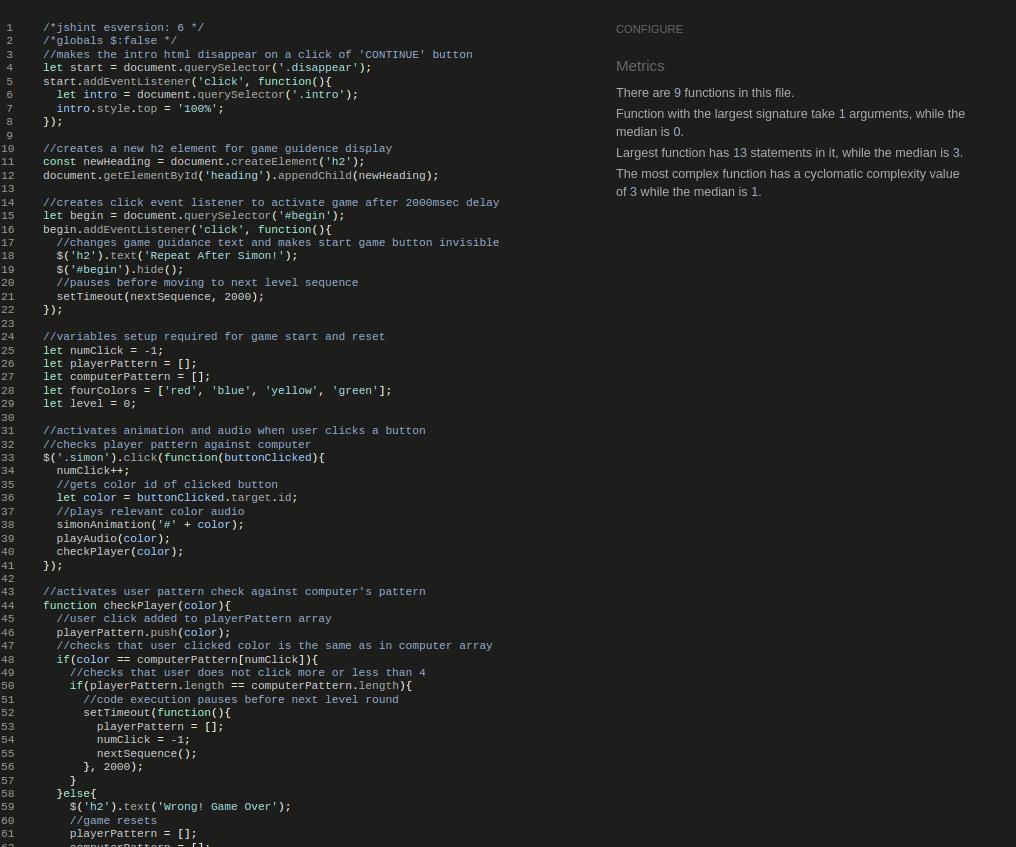 1 /*jshint esversion: 6 */
2 /*globals $:false */
3 //makes the intro html disappear on a click of 'CONTINUE' button
4 let start = document.querySelector('.disappear');
5 start.addEventListener('click', function(){
6 let intro = document.querySelector('.intro');
7 intro.style.top = '100%';
8 });
9
10 //creates a new h2 element for game guidence display
11 const newHeading = document.createElement('h2');
12 document.getElementById('heading').appendChild(newHeading);
13
14 //creates click event listener to activate game after 2000msec delay
15 let begin = document.querySelector('#begin');
16 begin.addEventListener('click', function(){
17 //changes game guidance text and makes start game button invisible
18 $('h2').text('Repeat After Simon!');
19 $('#begin').hide();
20 //pauses before moving to next level sequence
21 setTimeout(nextSequence, 2000);
22 });
23
24 //variables setup required for game start and reset
25 let numClick = -1;
26 let playerPattern = [];
27 let computerPattern = [];
28 let fourColors = ['red', 'blue', 'yellow', 'green'];
29 let level = 0;
30
31 //activates animation and audio when user clicks a button
32 //checks player pattern against computer
33 $('.simon').click(function(buttonClicked){
34 numClick++;
35 //gets color id of clicked button
36 let color = buttonClicked.target.id;
37 //plays relevant color audio
38 simonAnimation('#' + color);
39 playAudio(color);
40 checkPlayer(color);
41 });
42
43 //activates user pattern check against computer's pattern
44 function checkPlayer(color){
45 //user click added to playerPattern array
46 playerPattern.push(color);
47 //checks that user clicked color is the same as in computer array
48 if(color == computerPattern[numClick]){
49 //checks that user does not click more or less than 4
50 if(playerPattern.length == computerPattern.length){
51 //code execution pauses before next level round
52 setTimeout(function(){
53 playerPattern = [];
54 numClick = -1;
55 nextSequence();
56 }, 2000);
57 }
58 }else{
59 $('h2').text('Wrong! Game Over');
60 //game resets
61 playerPattern = [];
62 computerPattern = [];
CONFIGURE
Metrics
There are 9 functions in this file.
Function with the largest signature take 1 arguments, while the
median is 0.
Largest function has 13 statements in it, while the median is 3.
The most complex function has a cyclomatic complexity value
of 3 while the median is 1.